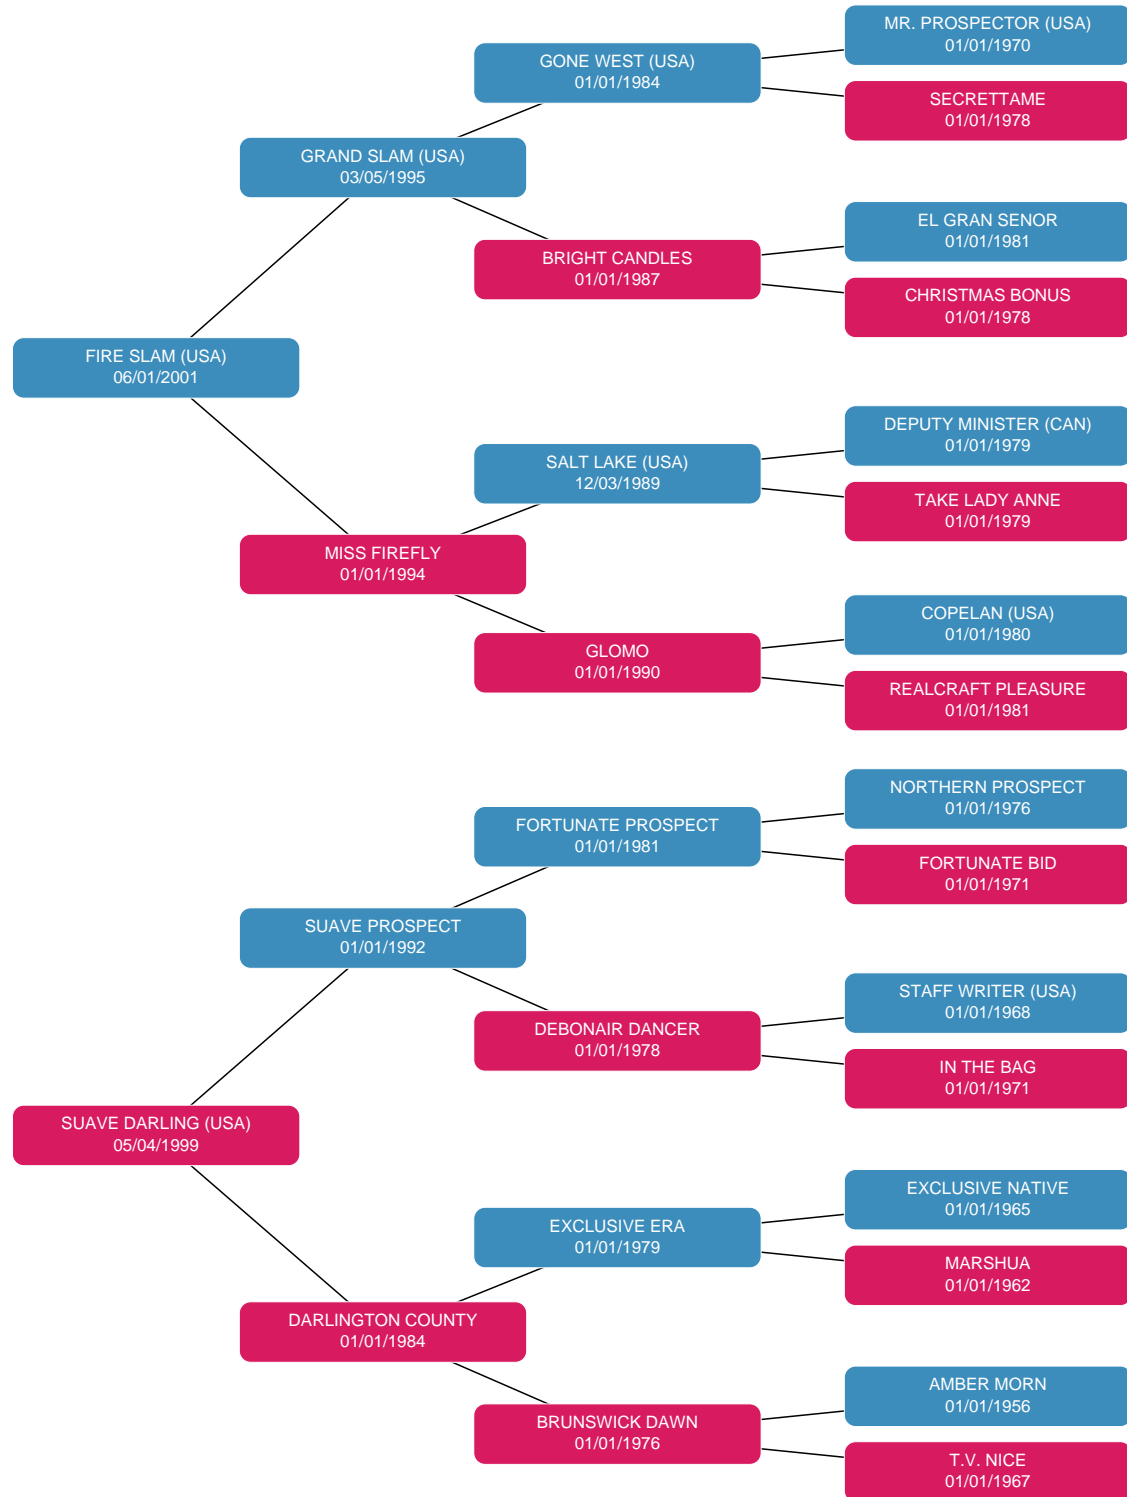 MR. PROSPECTOR (USA)
01/01/1970
GONE WEST (USA)
01/01/1984
SECRETTAME
01/01/1978
GRAND SLAM (USA)
03/05/1995
EL GRAN SENOR
01/01/1981
BRIGHT CANDLES
01/01/1987
CHRISTMAS BONUS
01/01/1978
FIRE SLAM (USA)
06/01/2001
DEPUTY MINISTER (CAN)
01/01/1979
SALT LAKE (USA)
12/03/1989
TAKE LADY ANNE
01/01/1979
MISS FIREFLY
01/01/1994
COPELAN (USA)
01/01/1980
GLOMO
01/01/1990
REALCRAFT PLEASURE
01/01/1981
NORTHERN PROSPECT
01/01/1976
FORTUNATE PROSPECT
01/01/1981
FORTUNATE BID
01/01/1971
SUAVE PROSPECT
01/01/1992
STAFF WRITER (USA)
01/01/1968
DEBONAIR DANCER
01/01/1978
IN THE BAG
01/01/1971
SUAVE DARLING (USA)
05/04/1999
EXCLUSIVE NATIVE
01/01/1965
EXCLUSIVE ERA
01/01/1979
MARSHUA
01/01/1962
DARLINGTON COUNTY
01/01/1984
AMBER MORN
01/01/1956
BRUNSWICK DAWN
01/01/1976
T.V. NICE
01/01/1967